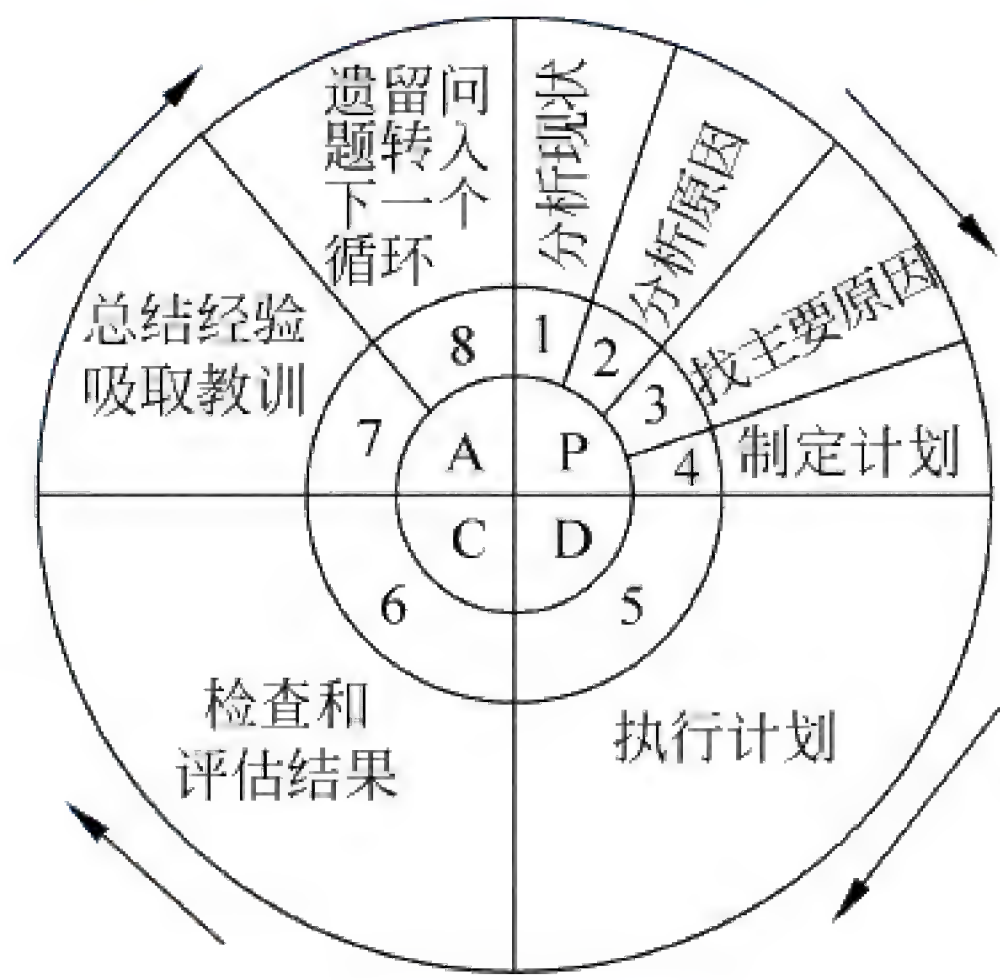 遗留问
题转入
下一个
循环
分析现状
分析原因
找主要原因
制定计划
总结经验
吸取教训
8
1
2
3
4
7
A
P
C
D
6
5
检查和
评估结果
执行计划